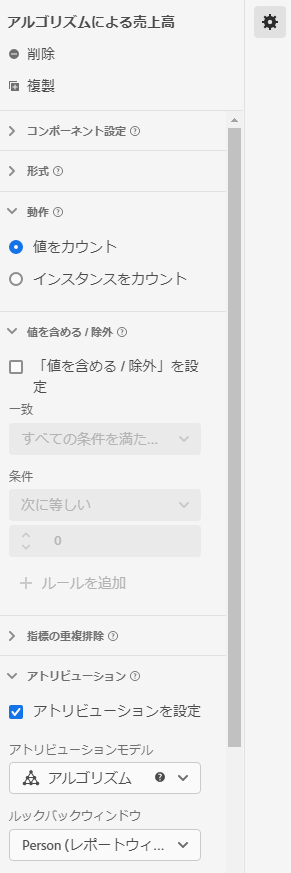 アルゴリズムによる売上高
削除
複製
コンポーネント設定
形式
動作
値をカウント
インスタンスをカウント
値を含める / 除外
「値を含める / 除外」を設
定
一致
すべての条件を満た...
条件
次に等しい
0
ルールを追加
指標の重複排除
アトリビューション
アトリビューションを設定
アトリビューションモデル
アルゴリズム
ルックバックウィンドウ
Person (レポートウィ...